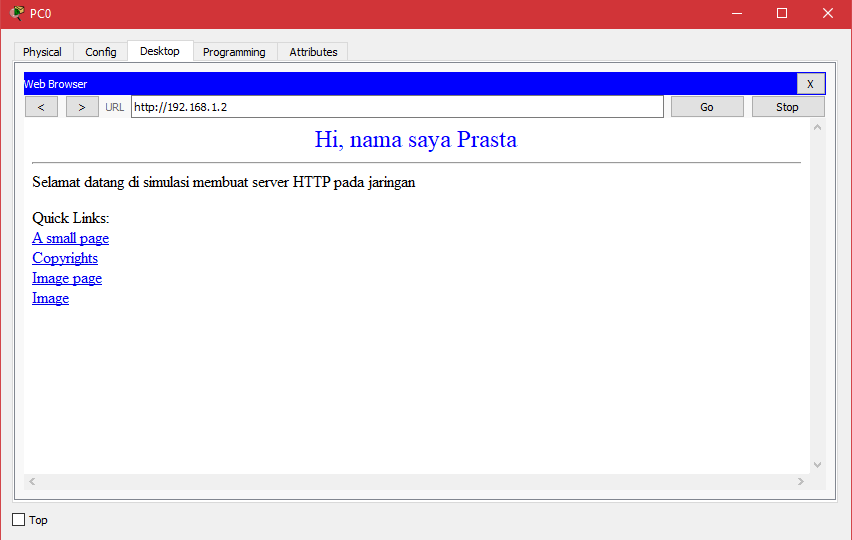 PC0
Physical Config Desktop Programming Attributes
Web Browser X
< > URL http://192.168.1.2 Go Stop
Hi, nama saya Prasta
Selamat datang di simulasi membuat server HTTP pada jaringan
Quick Links:
A small page
Copyrights
Image page
Image
Top